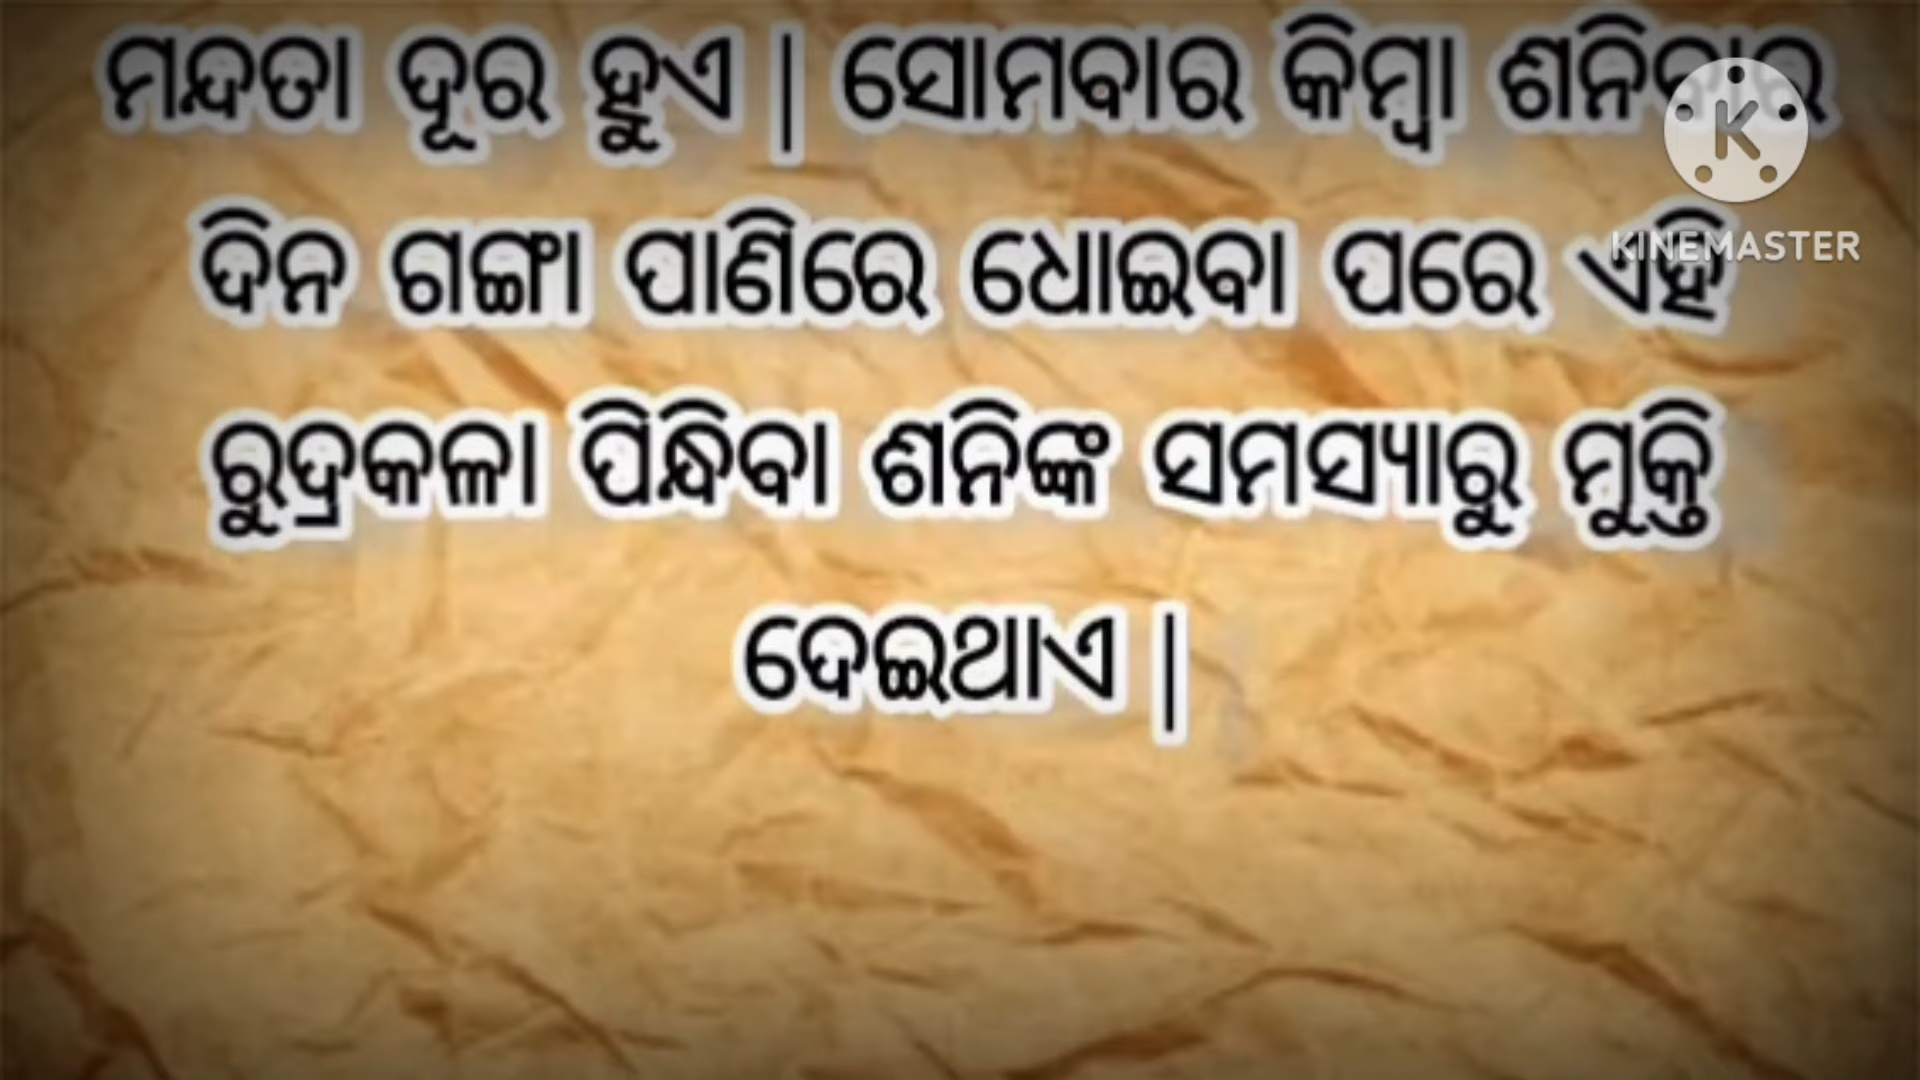 ମନ୍ଦତା ଦୂର ହୁଏ | ସୋମବାର କିମ୍ବା ଶନିବାର
ଦିନ ଗଙ୍ଗା ପାଣିରେ ଧୋଇବା ପରେ ଏହି
KINEMASTER
ରୁଦ୍ରକଳା ପିନ୍ଧିବା ଶନିଙ୍କ ସମସ୍ୟାରୁ ମୁକ୍ତି
ଦେଇଥାଏ |